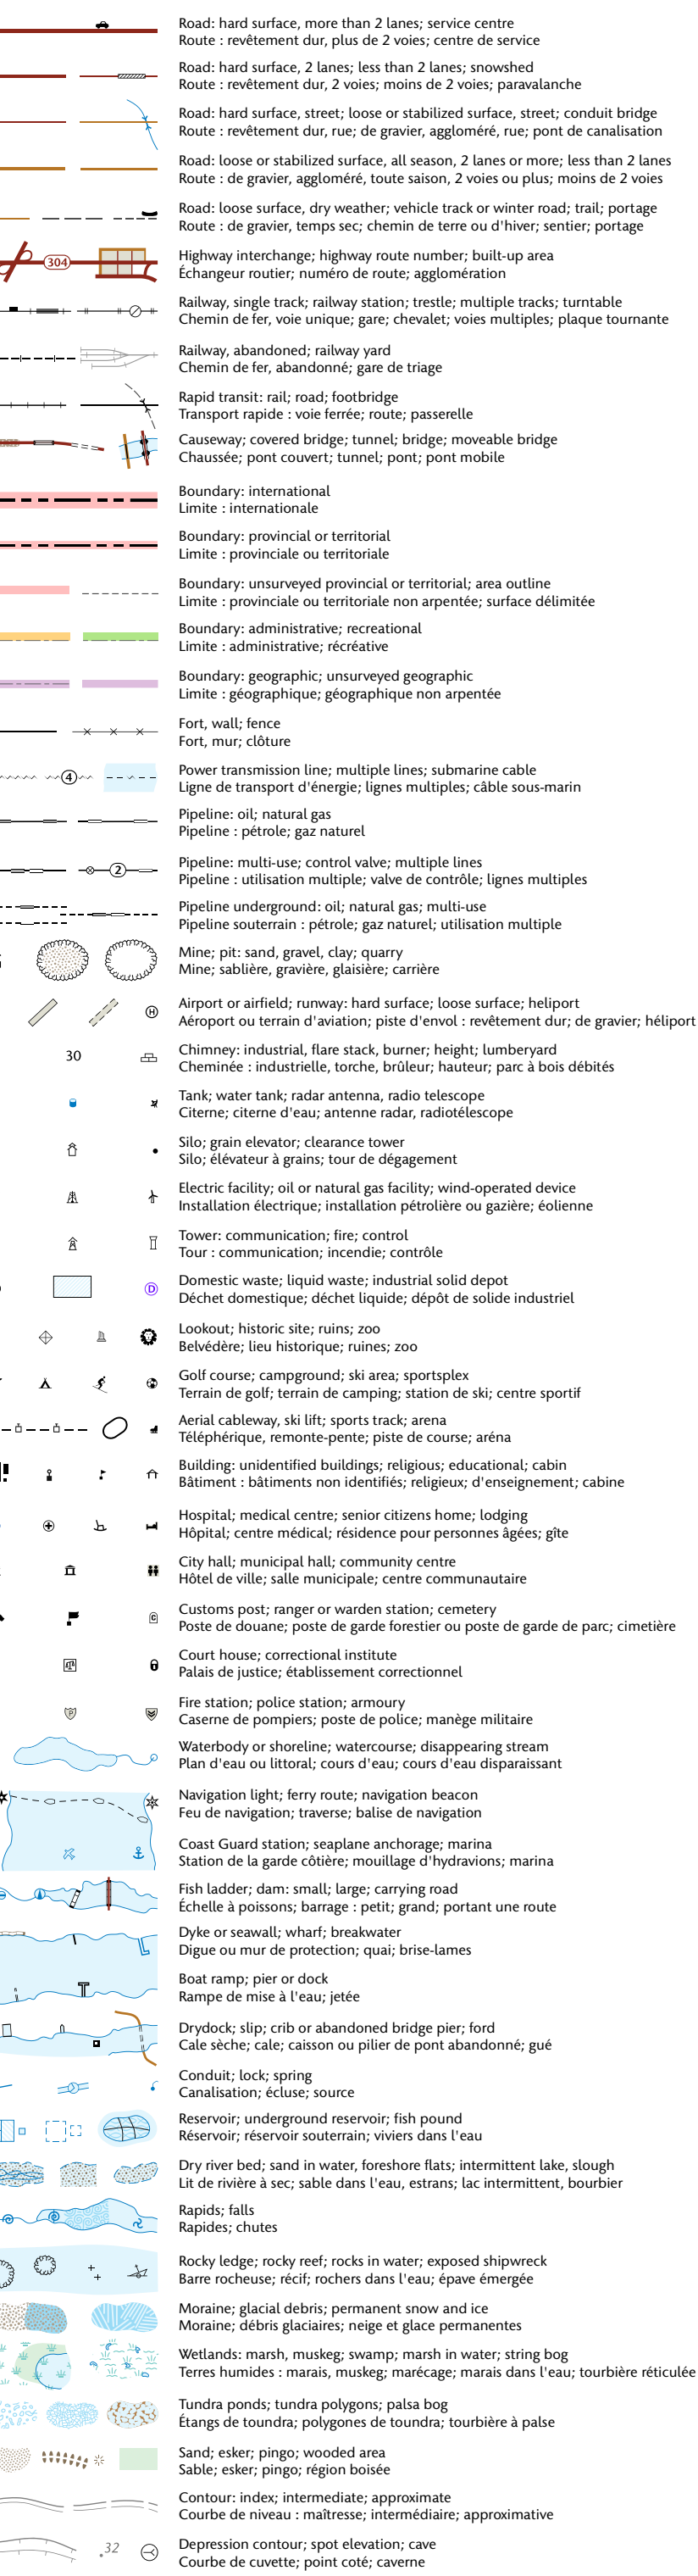 Road: hard surface, more than 2 lanes; service centre
Route : revêtement dur, plus de 2 voies; centre de service
Road: hard surface, 2 lanes; less than 2 lanes; snowshed
Route : revêtement dur, 2 voies; moins de 2 voies; paravalanche
Road: hard surface, street; loose or stabilized surface, street; conduit bridge
Route : revêtement dur, rue; de gravier, aggloméré, rue; pont de canalisation
Road: loose or stabilized surface, all season, 2 lanes or more; less than 2 lanes
Route : de gravier, aggloméré, toute saison, 2 voies ou plus; moins de 2 voies
Road: loose surface, dry weather; vehicle track or winter road; trail; portage
Route : de gravier, temps sec; chemin de terre ou d'hiver; sentier; portage
304
Highway interchange; highway route number; built-up area
Échangeur routier; numéro de route; agglomération
Railway, single track; railway station; trestle; multiple tracks; turntable
Chemin de fer, voie unique; gare; chevalet; voies multiples; plaque tournante
Railway, abandoned; railway yard
Chemin de fer, abandonné; gare de triage
Rapid transit: rail; road; footbridge
Transport rapide : voie ferrée; route; passerelle
Causeway; covered bridge; tunnel; bridge; moveable bridge
Chaussée; pont couvert; tunnel; pont; pont mobile
Boundary: international
Limite : internationale
Boundary: provincial or territorial
Limite : provinciale ou territoriale
Boundary: unsurveyed provincial or territorial; area outline
Limite : provinciale ou territoriale non arpentée; surface délimitée
Boundary: administrative; recreational
Limite : administrative; récréative
Boundary: geographic; unsurveyed geographic
Limite : géographique; géographique non arpentée
Fort, wall; fence
Fort, mur; clôture
4
Power transmission line; multiple lines; submarine cable
Ligne de transport d'énergie; lignes multiples; câble sous-marin
Pipeline: oil; natural gas
Pipeline : pétrole; gaz naturel
2
Pipeline: multi-use; control valve; multiple lines
Pipeline : utilisation multiple; valve de contrôle; lignes multiples
Pipeline underground: oil; natural gas; multi-use
Pipeline souterrain : pétrole; gaz naturel; utilisation multiple
Mine; pit: sand, gravel, clay; quarry
Mine; sablière, gravière, glaisière; carrière
H
Airport or airfield; runway: hard surface; loose surface; heliport
Aéroport ou terrain d'aviation; piste d'envol : revêtement dur; de gravier; héliport
30
Chimney: industrial, flare stack, burner; height; lumberyard
Cheminée : industrielle, torche, brûleur; hauteur; parc à bois débités
Tank; water tank; radar antenna, radio telescope
Citerne; citerne d'eau; antenne radar, radiotélescope
Silo; grain elevator; clearance tower
Silo; élévateur à grains; tour de dégagement
Electric facility; oil or natural gas facility; wind-operated device
Installation électrique; installation pétrolière ou gazière; éolienne
Tower: communication; fire; control
Tour : communication; incendie; contrôle
D
Domestic waste; liquid waste; industrial solid depot
Déchet domestique; déchet liquide; dépôt de solide industriel
Lookout; historic site; ruins; zoo
Belvédère; lieu historique; ruines; zoo
Golf course; campground; ski area; sportsplex
Terrain de golf; terrain de camping; station de ski; centre sportif
Aerial cableway, ski lift; sports track; arena
Téléphérique, remonte-pente; piste de course; aréna
Building: unidentified buildings; religious; educational; cabin
Bâtiment : bâtiments non identifiés; religieux; d'enseignement; cabine
Hospital; medical centre; senior citizens home; lodging
Hôpital; centre médical; résidence pour personnes âgées; gîte
City hall; municipal hall; community centre
Hôtel de ville; salle municipale; centre communautaire
C
Customs post; ranger or warden station; cemetery
Poste de douane; poste de garde forestier ou poste de garde de parc; cimetière
Court house; correctional institute
Palais de justice; établissement correctionnel
P
Fire station; police station; armoury
Caserne de pompiers; poste de police; manège militaire
Waterbody or shoreline; watercourse; disappearing stream
Plan d'eau ou littoral; cours d'eau; cours d'eau disparaissant
Navigation light; ferry route; navigation beacon
Feu de navigation; traverse; balise de navigation
Coast Guard station; seaplane anchorage; marina
Station de la garde côtière; mouillage d'hydravions; marina
Fish ladder; dam: small; large; carrying road
Échelle à poissons; barrage : petit; grand; portant une route
Dyke or seawall; wharf; breakwater
Digue ou mur de protection; quai; brise-lames
Boat ramp; pier or dock
Rampe de mise à l'eau; jetée
Drydock; slip; crib or abandoned bridge pier; ford
Cale sèche; cale; caisson ou pilier de pont abandonné; gué
Conduit; lock; spring
Canalisation; écluse; source
Reservoir; underground reservoir; fish pound
Réservoir; réservoir souterrain; viviers dans l'eau
Dry river bed; sand in water, foreshore flats; intermittent lake, slough
Lit de rivière à sec; sable dans l'eau, estrans; lac intermittent, bourbier
Rapids; falls
Rapides; chutes
Rocky ledge; rocky reef; rocks in water; exposed shipwreck
Barre rocheuse; récif; rochers dans l'eau; épave émergée
Moraine; glacial debris; permanent snow and ice
Moraine; débris glaciaires; neige et glace permanentes
Wetlands: marsh, muskeg; swamp; marsh in water; string bog
Terres humides : marais, muskeg; marécage; marais dans l'eau; tourbière réticulée
Tundra ponds; tundra polygons; palsa bog
Étangs de toundra; polygones de toundra; tourbière à palse
Sand; esker; pingo; wooded area
Sable; esker; pingo; région boisée
Contour: index; intermediate; approximate
Courbe de niveau : maîtresse; intermédiaire; approximative
.32
Depression contour; spot elevation; cave
Courbe de cuvette; point coté; caverne